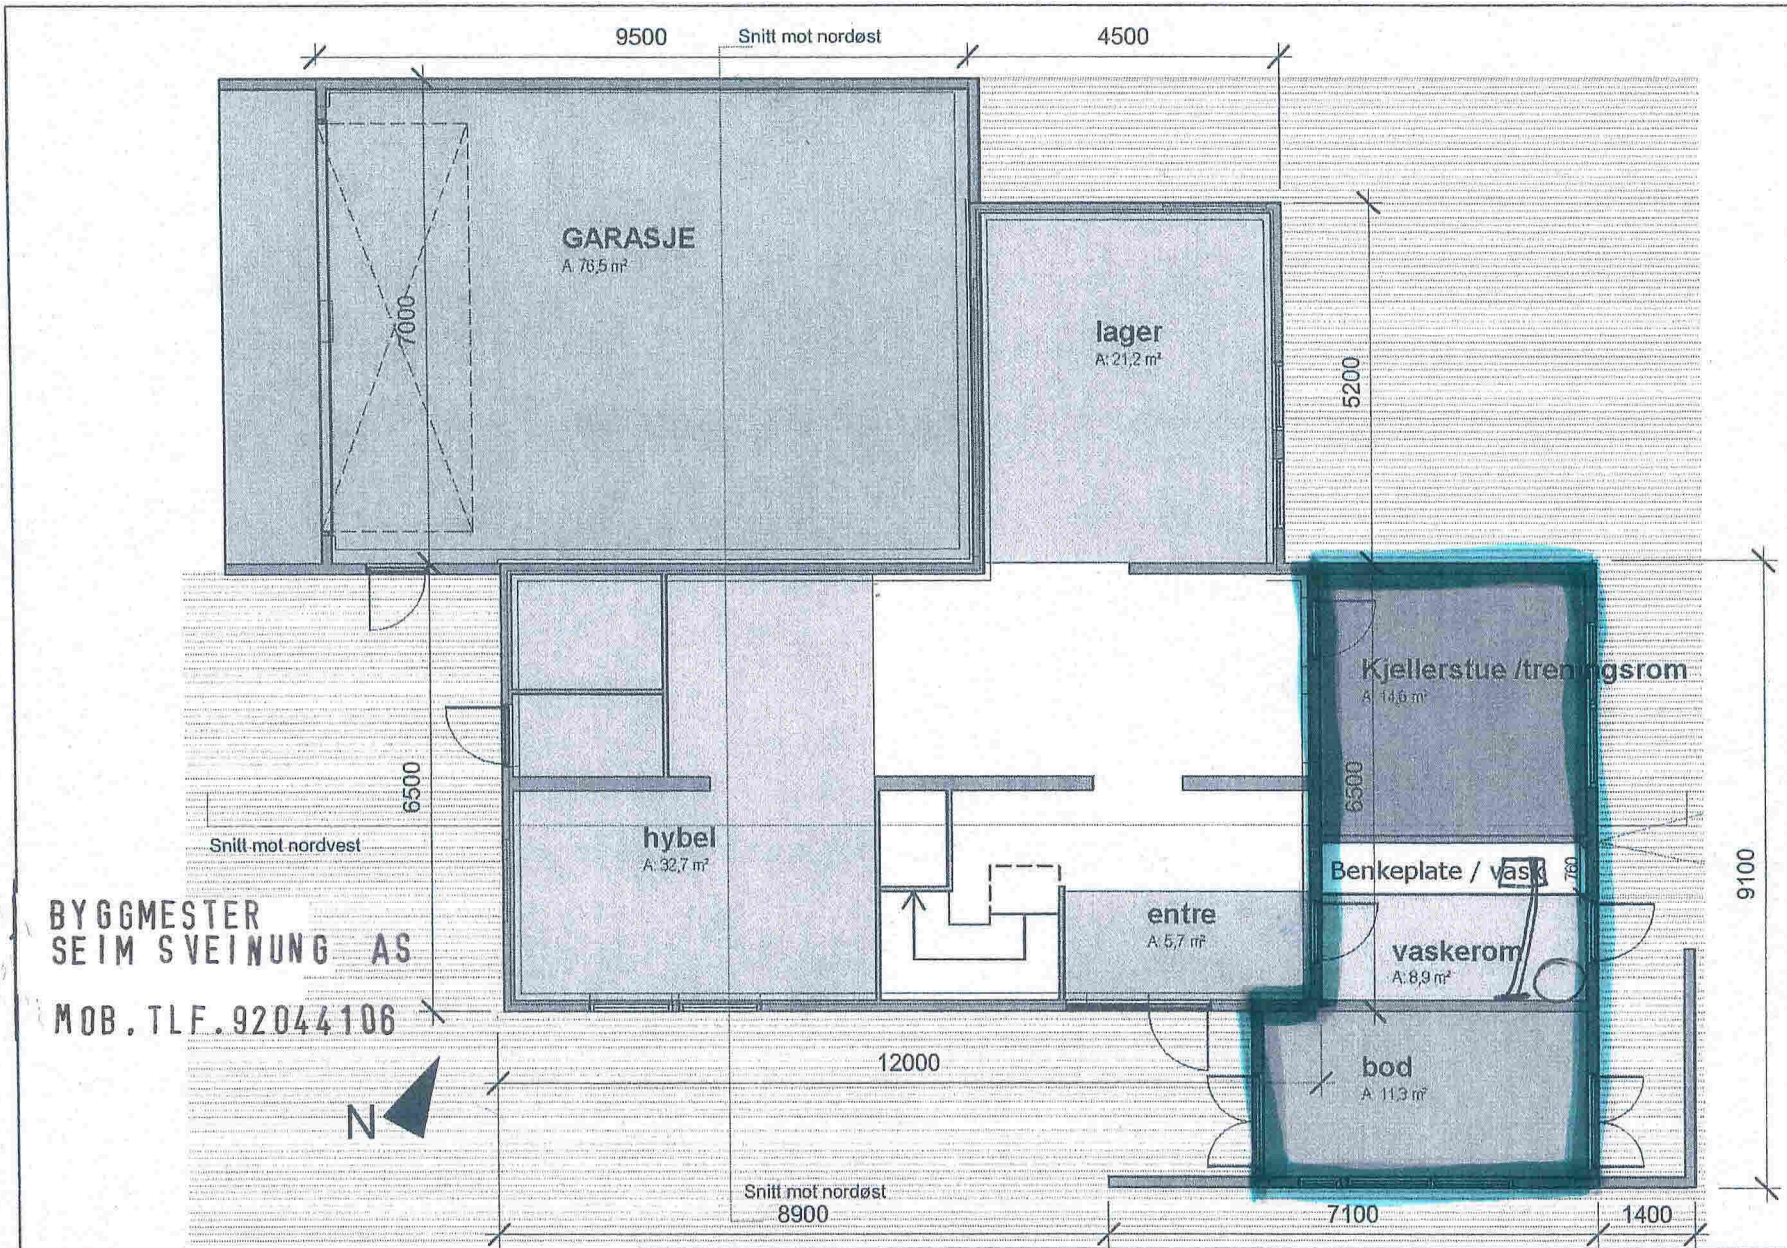 9500
Snitt mot nordøst
4500
GARASJE
A: 76,5 m²
7000
lager
A: 21,2 m²
5200
Kjellerstue /treningsrom
A: 14,6 m²
6500
6500
hybel
A: 32,7 m²
Snitt mot nordvest
Benkeplate / vask
760
9100
entre
A: 5,7 m²
vaskerom
A: 8,9 m²
BYGGMESTER
SEIM SVEINUNG AS
MOB.TLF.92044106
N
12000
bod
A: 11,3 m²
Snitt mot nordøst
8900
7100
1400